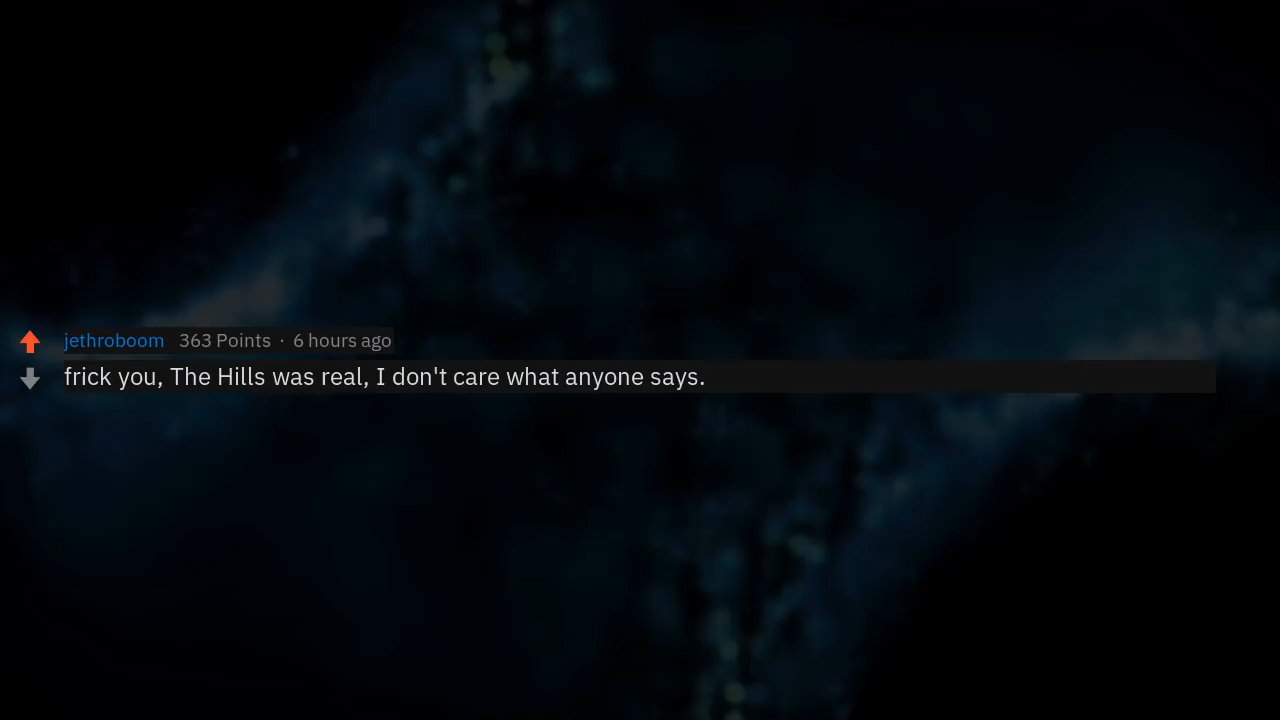 jethroboom 363 Points · 6 hours ago
frick you, The Hills was real, I don't care what anyone says.